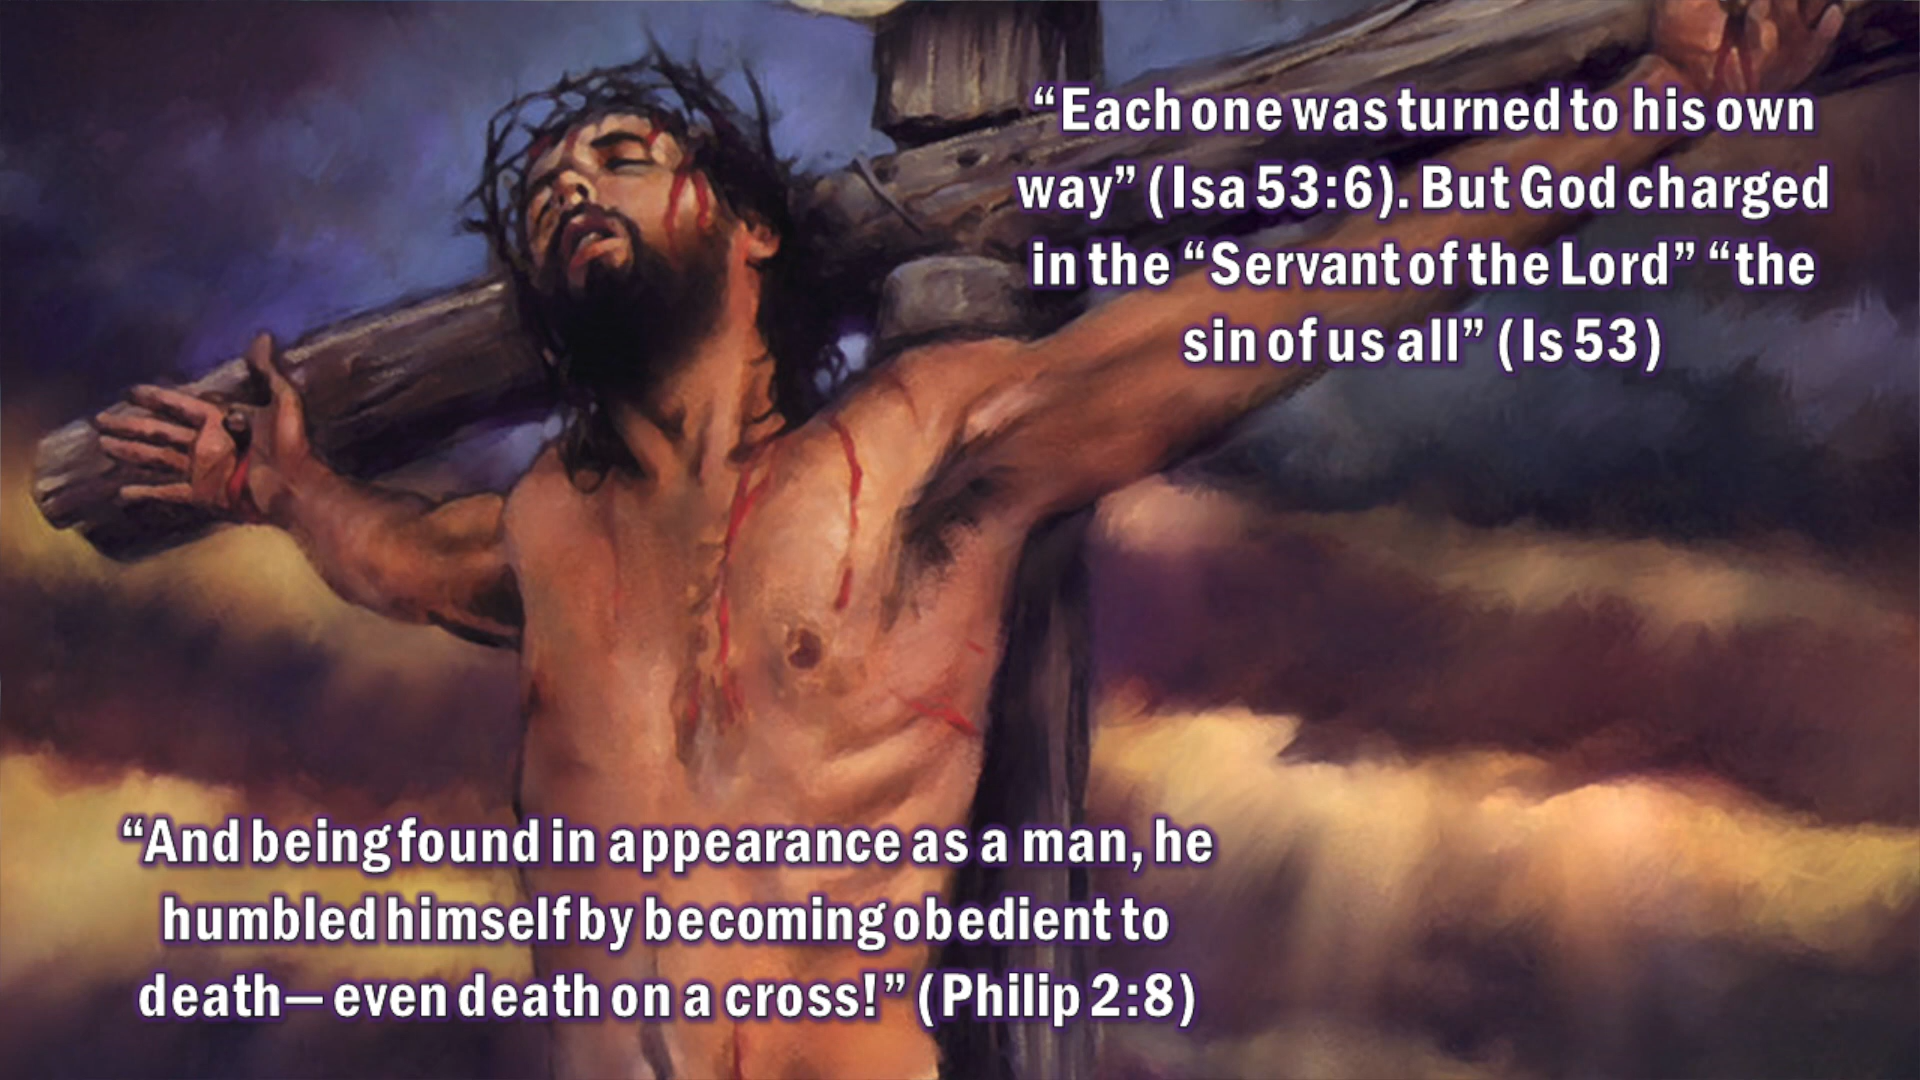 “Each one was turned to his own
way” (Isa 53:6). But God charged
in the “Servant of the Lord” “the
sin of us all” (Is 53)
“And being found in appearance as a man, he
humbled himself by becoming obedient to
death— even death on a cross!” (Philip 2:8)